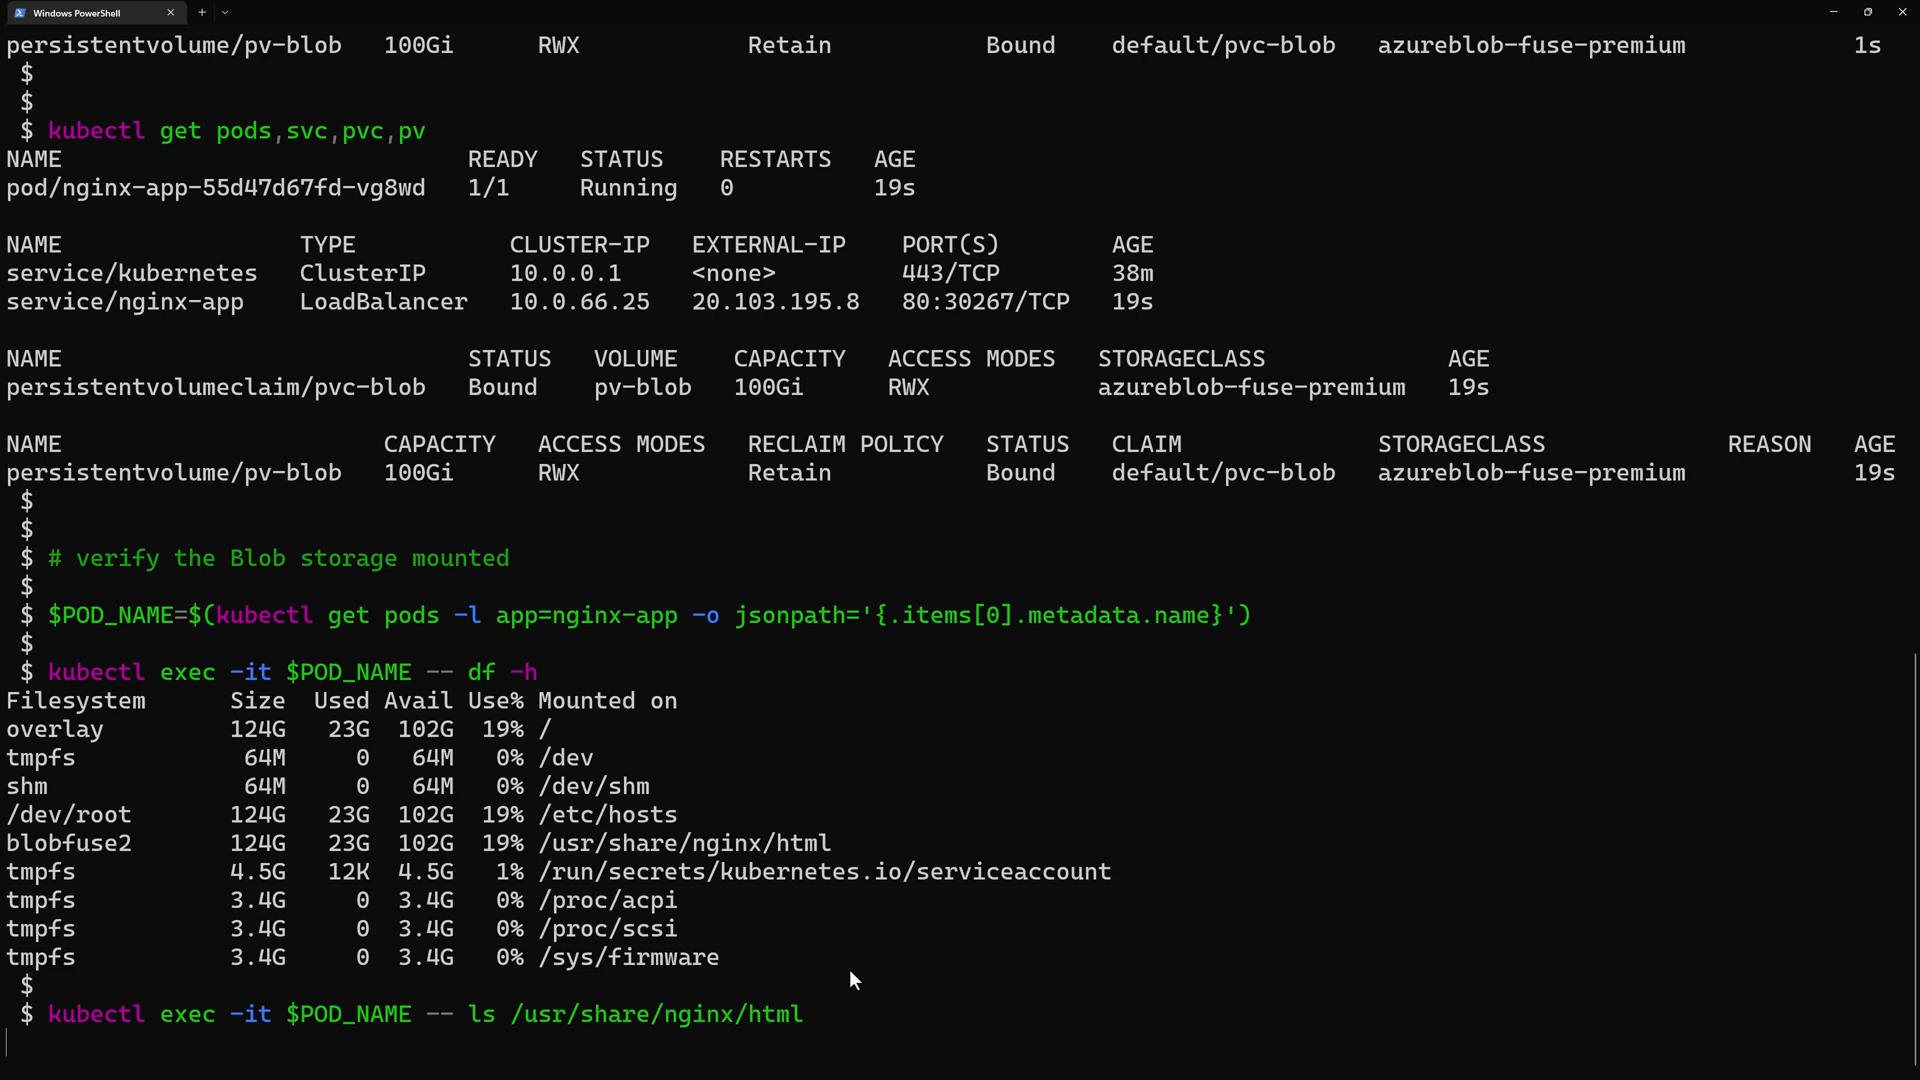 Windows PowerShell
persistentvolume/pv-blob   100Gi      RWX            Retain           Bound    default/pvc-blob   azureblob-fuse-premium            1s
$
$
$ kubectl get pods,svc,pvc,pv
NAME                             READY   STATUS    RESTARTS   AGE
pod/nginx-app-55d47d67fd-vg8wd   1/1     Running   0          19s
NAME                 TYPE           CLUSTER-IP   EXTERNAL-IP    PORT(S)        AGE
service/kubernetes   ClusterIP      10.0.0.1     <none>         443/TCP        38m
service/nginx-app    LoadBalancer   10.0.66.25   20.103.195.8   80:30267/TCP   19s
NAME                             STATUS   VOLUME    CAPACITY   ACCESS MODES   STORAGECLASS             AGE
persistentvolumeclaim/pvc-blob   Bound    pv-blob   100Gi      RWX            azureblob-fuse-premium   19s
NAME                       CAPACITY   ACCESS MODES   RECLAIM POLICY   STATUS   CLAIM              STORAGECLASS             REASON   AGE
persistentvolume/pv-blob   100Gi      RWX            Retain           Bound    default/pvc-blob   azureblob-fuse-premium            19s
$
$
$ # verify the Blob storage mounted
$
$ $POD_NAME=$(kubectl get pods -l app=nginx-app -o jsonpath='{.items[0].metadata.name}')
$
$ kubectl exec -it $POD_NAME -- df -h
Filesystem      Size  Used Avail Use% Mounted on
overlay         124G   23G  102G  19% /
tmpfs            64M     0   64M   0% /dev
shm              64M     0   64M   0% /dev/shm
/dev/root       124G   23G  102G  19% /etc/hosts
blobfuse2       124G   23G  102G  19% /usr/share/nginx/html
tmpfs           4.5G   12K  4.5G   1% /run/secrets/kubernetes.io/serviceaccount
tmpfs           3.4G     0  3.4G   0% /proc/acpi
tmpfs           3.4G     0  3.4G   0% /proc/scsi
tmpfs           3.4G     0  3.4G   0% /sys/firmware
$
$ kubectl exec -it $POD_NAME -- ls /usr/share/nginx/html